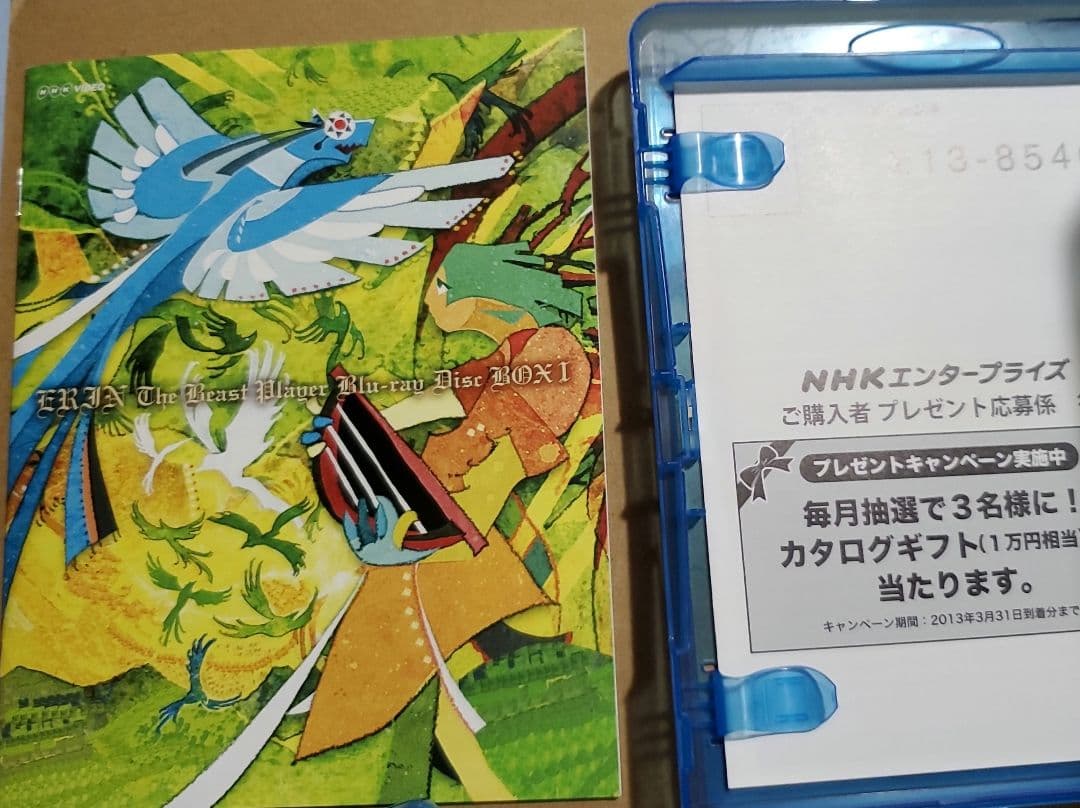 NHK VIDEO
ERIN The Beast Player Blu-ray Disc BOX I
13-854
NHKエンタープライズ
ご購入者 プレゼント応募係
プレゼントキャンペーン実施中
毎月抽選で3名様に!
カタログギフト(1万円相当
当たります。
キャンペーン期間:2013年3月31日到着分まで